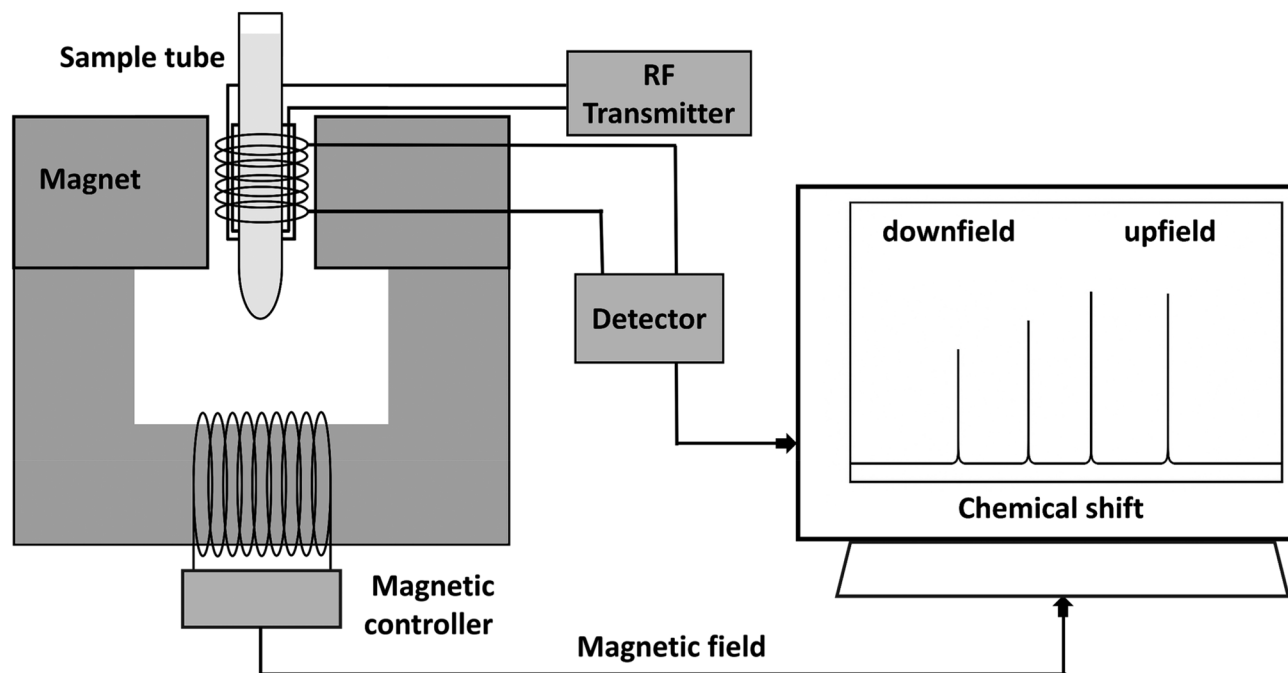 Sample tube
RF
Transmitter
Magnet
downfield
upfield
Detector
Chemical shift
Magnetic
controller
Magnetic field